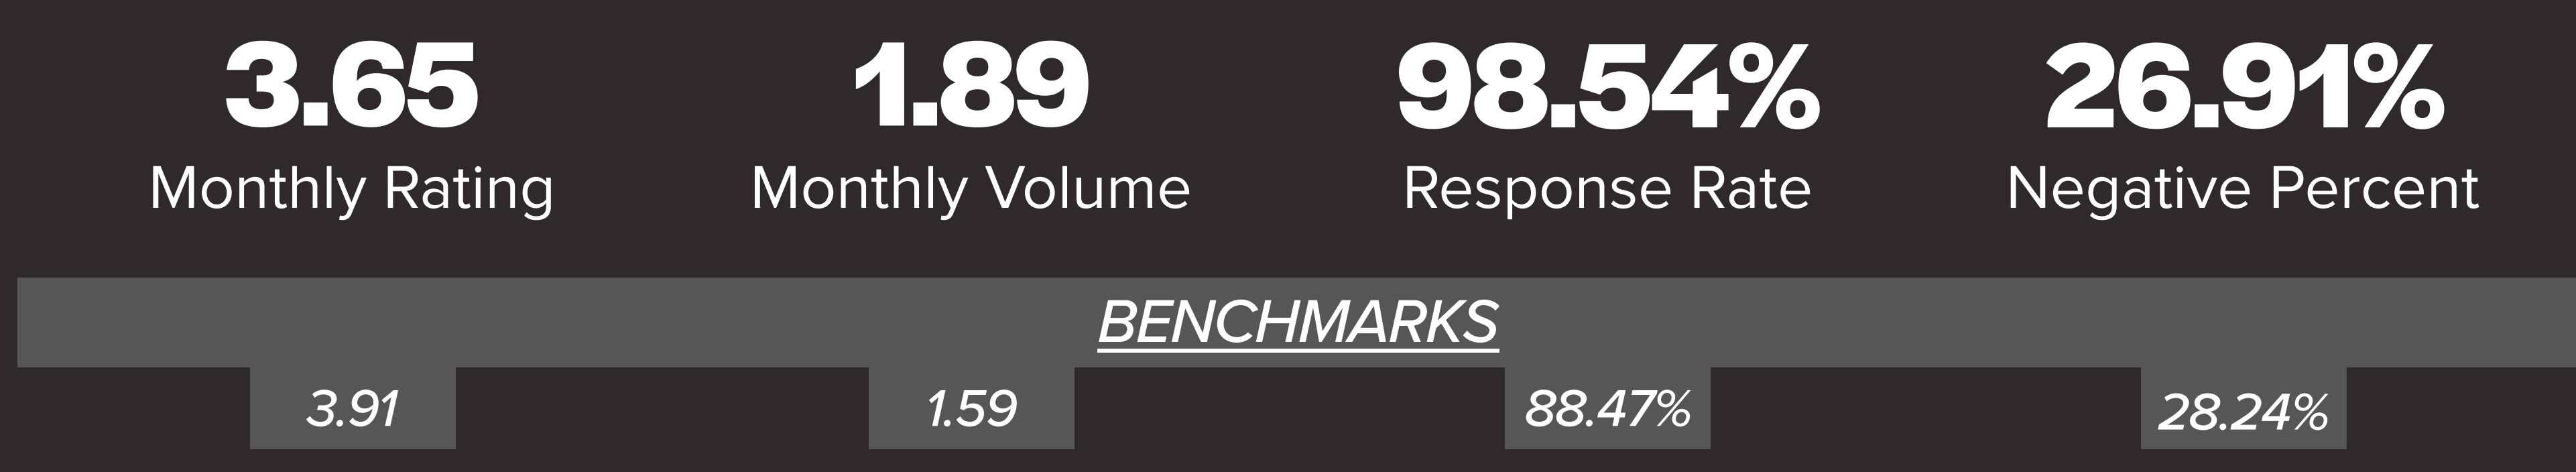 3.65 1.89 98.54% 26.91%
Monthly Rating Monthly Volume Response Rate Negative Percent
BENCHMARKS
3.91 1.59 88.47% 28.24%